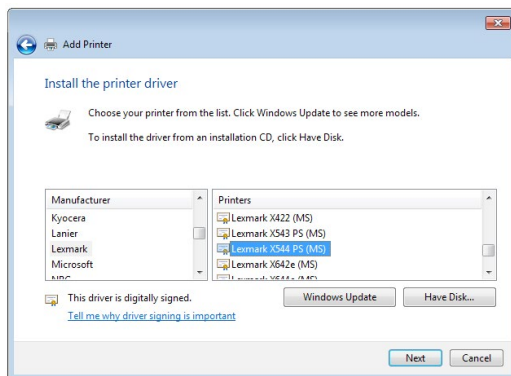 Add Printer
Install the printer driver
Choose your printer from the list. Click Windows Update to see more models.
To install the driver from an installation CD, click Have Disk.
Manufacturer
Kyocera
Lanier
Lexmark
Microsoft
Printers
Lexmark X422 (MS)
Lexmark X543 PS (MS)
Lexmark X544 PS (MS)
Lexmark X642e (MS)
This driver is digitally signed.
Tell me why driver signing is important
Windows Update
Have Disk...
Next
Cancel